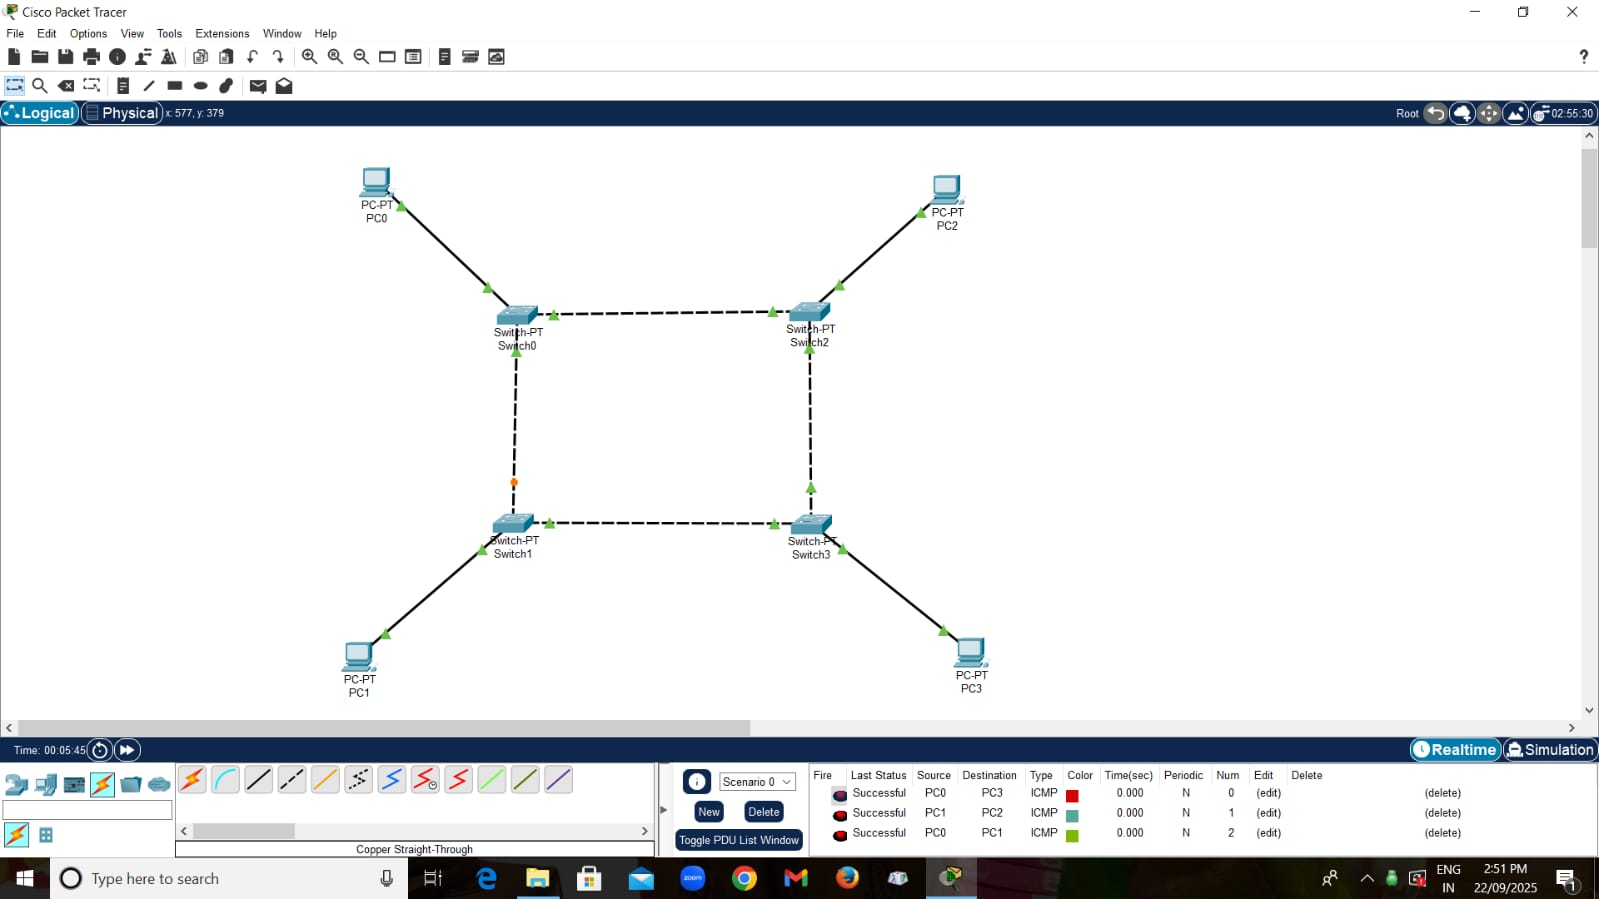 Cisco Packet Tracer
File Edit Options View Tools Extensions Window Help
?
Logical Physical x: 577, y: 379 Root 02:55:30
PC-PT
PC0
PC-PT
PC2
Switch-PT
Switch0
Switch-PT
Switch2
Switch-PT
Switch1
Switch-PT
Switch3
PC-PT
PC1
PC-PT
PC3
Time: 00:05:45 Realtime Simulation
Scenario 0
New Delete
Toggle PDU List Window
Copper Straight-Through
Fire Last Status Source Destination Type Color Time(sec) Periodic Num Edit Delete
Successful PC0 PC3 ICMP 0.000 N 0 (edit) (delete)
Successful PC1 PC2 ICMP 0.000 N 1 (edit) (delete)
Successful PC0 PC1 ICMP 0.000 N 2 (edit) (delete)
Type here to search
zoom
ENG
IN
2:51 PM
22/09/2025
1